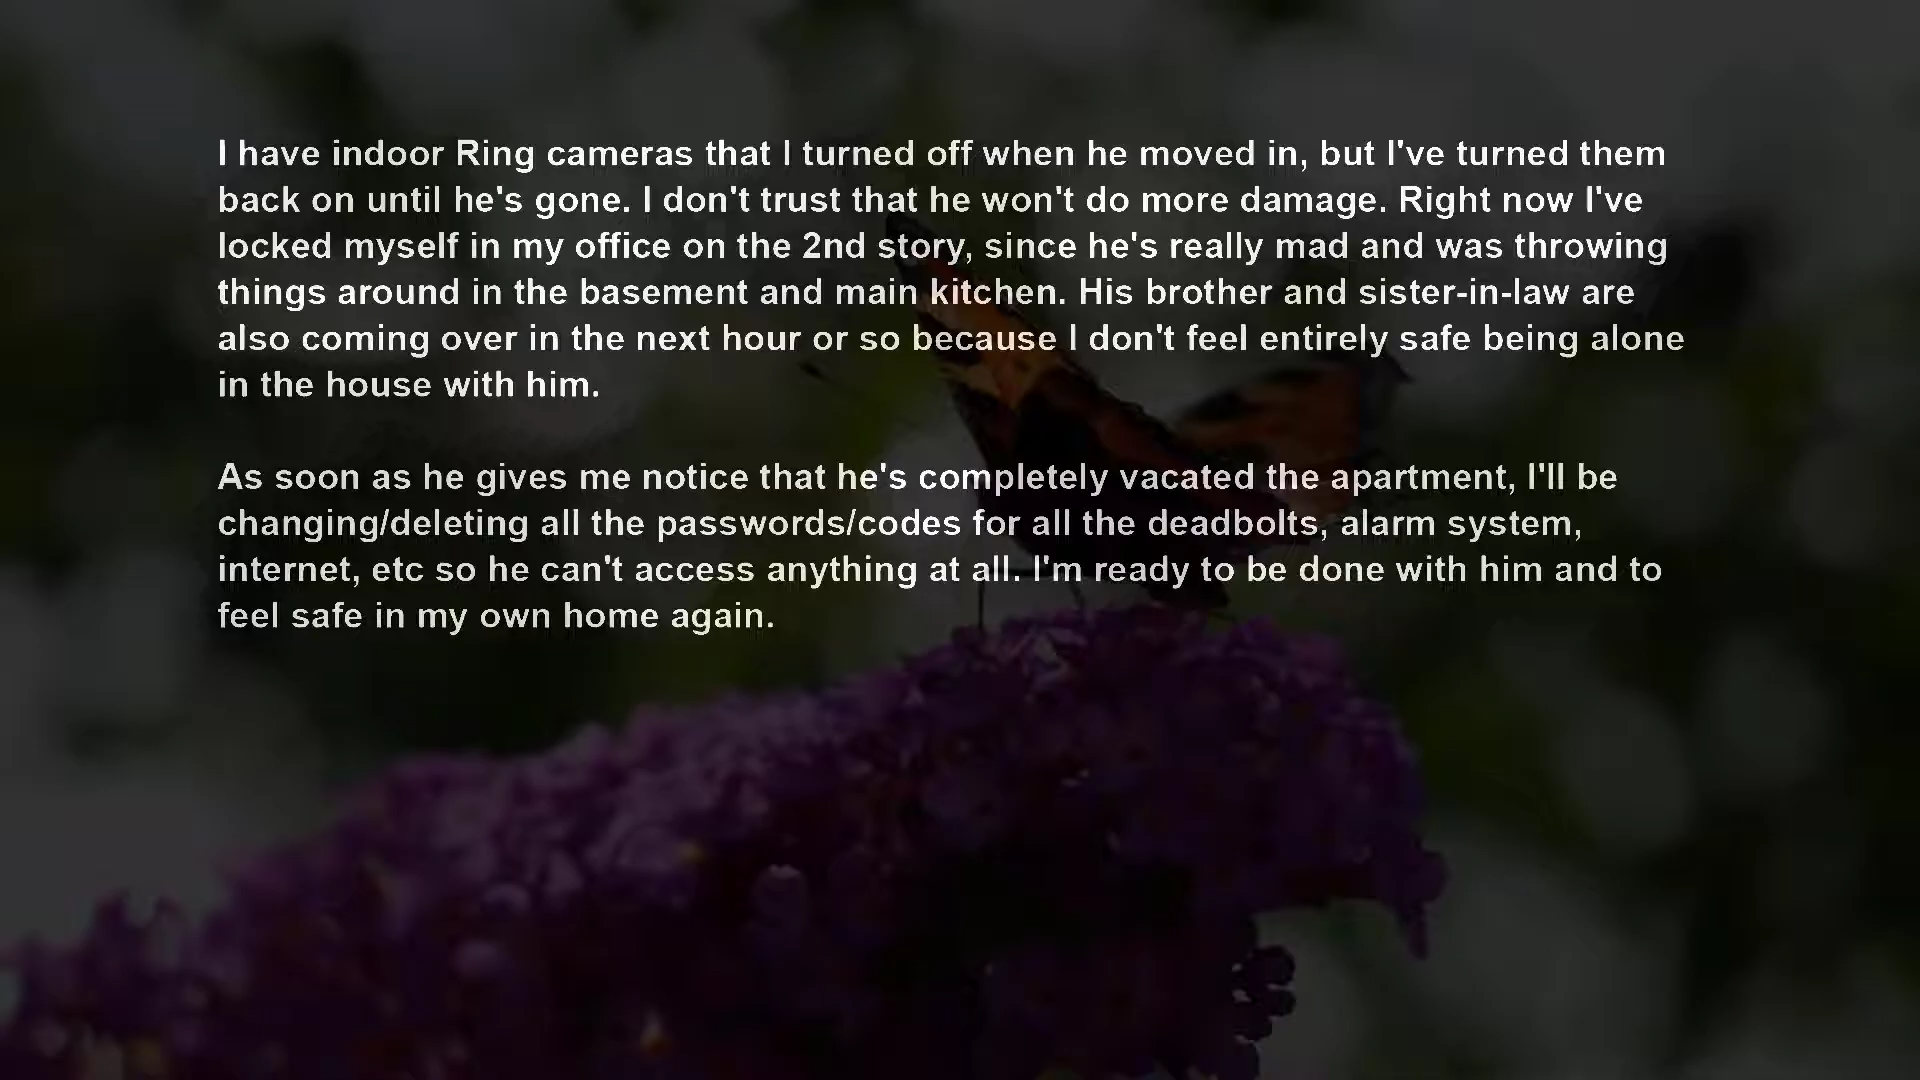 I have indoor Ring cameras that I turned off when he moved in, but I've turned them
back on until he's gone. I don't trust that he won't do more damage. Right now I've
locked myself in my office on the 2nd story, since he's really mad and was throwing
things around in the basement and main kitchen. His brother and sister-in-law are
also coming over in the next hour or so because I don't feel entirely safe being alone
in the house with him.
As soon as he gives me notice that he's completely vacated the apartment, I'll be
changing/deleting all the passwords/codes for all the deadbolts, alarm system,
internet, etc so he can't access anything at all. I'm ready to be done with him and to
feel safe in my own home again.